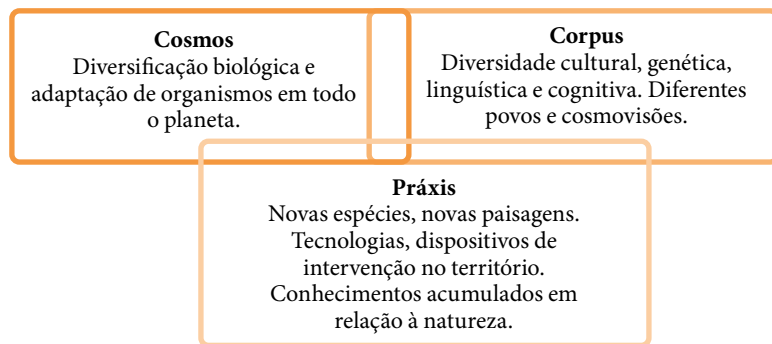 Cosmos
Diversificação biológica e
adaptação de organismos em todo
o planeta.
Corpus
Diversidade cultural, genética,
linguística e cognitiva. Diferentes
povos e cosmovisões.
Práxis
Novas espécies, novas paisagens.
Tecnologias, dispositivos de
intervenção no território.
Conhecimentos acumulados em
relação à natureza.